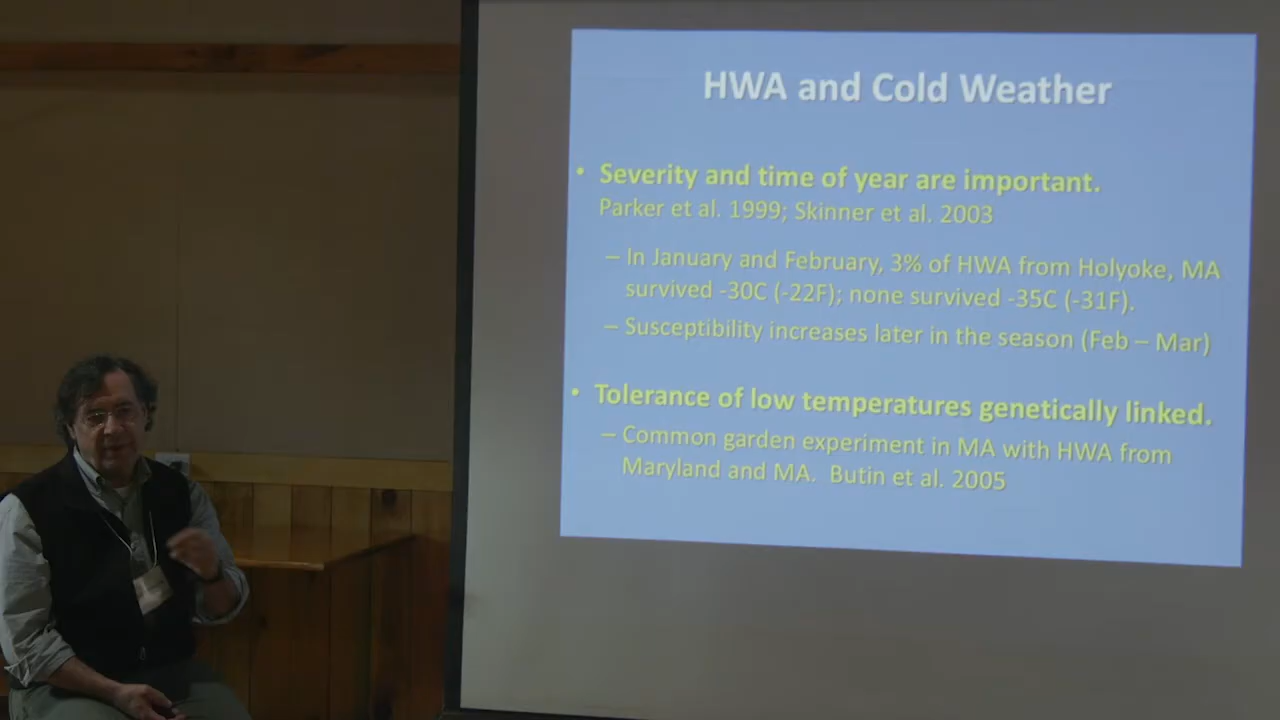 HWA and Cold Weather
• Severity and time of year are important.
Parker et al. 1999; Skinner et al. 2003
– In January and February, 3% of HWA from Holyoke, MA
survived -30C (-22F); none survived -35C (-31F).
– Susceptibility increases later in the season (Feb – Mar)
• Tolerance of low temperatures genetically linked.
– Common garden experiment in MA with HWA from
Maryland and MA. Butin et al. 2005